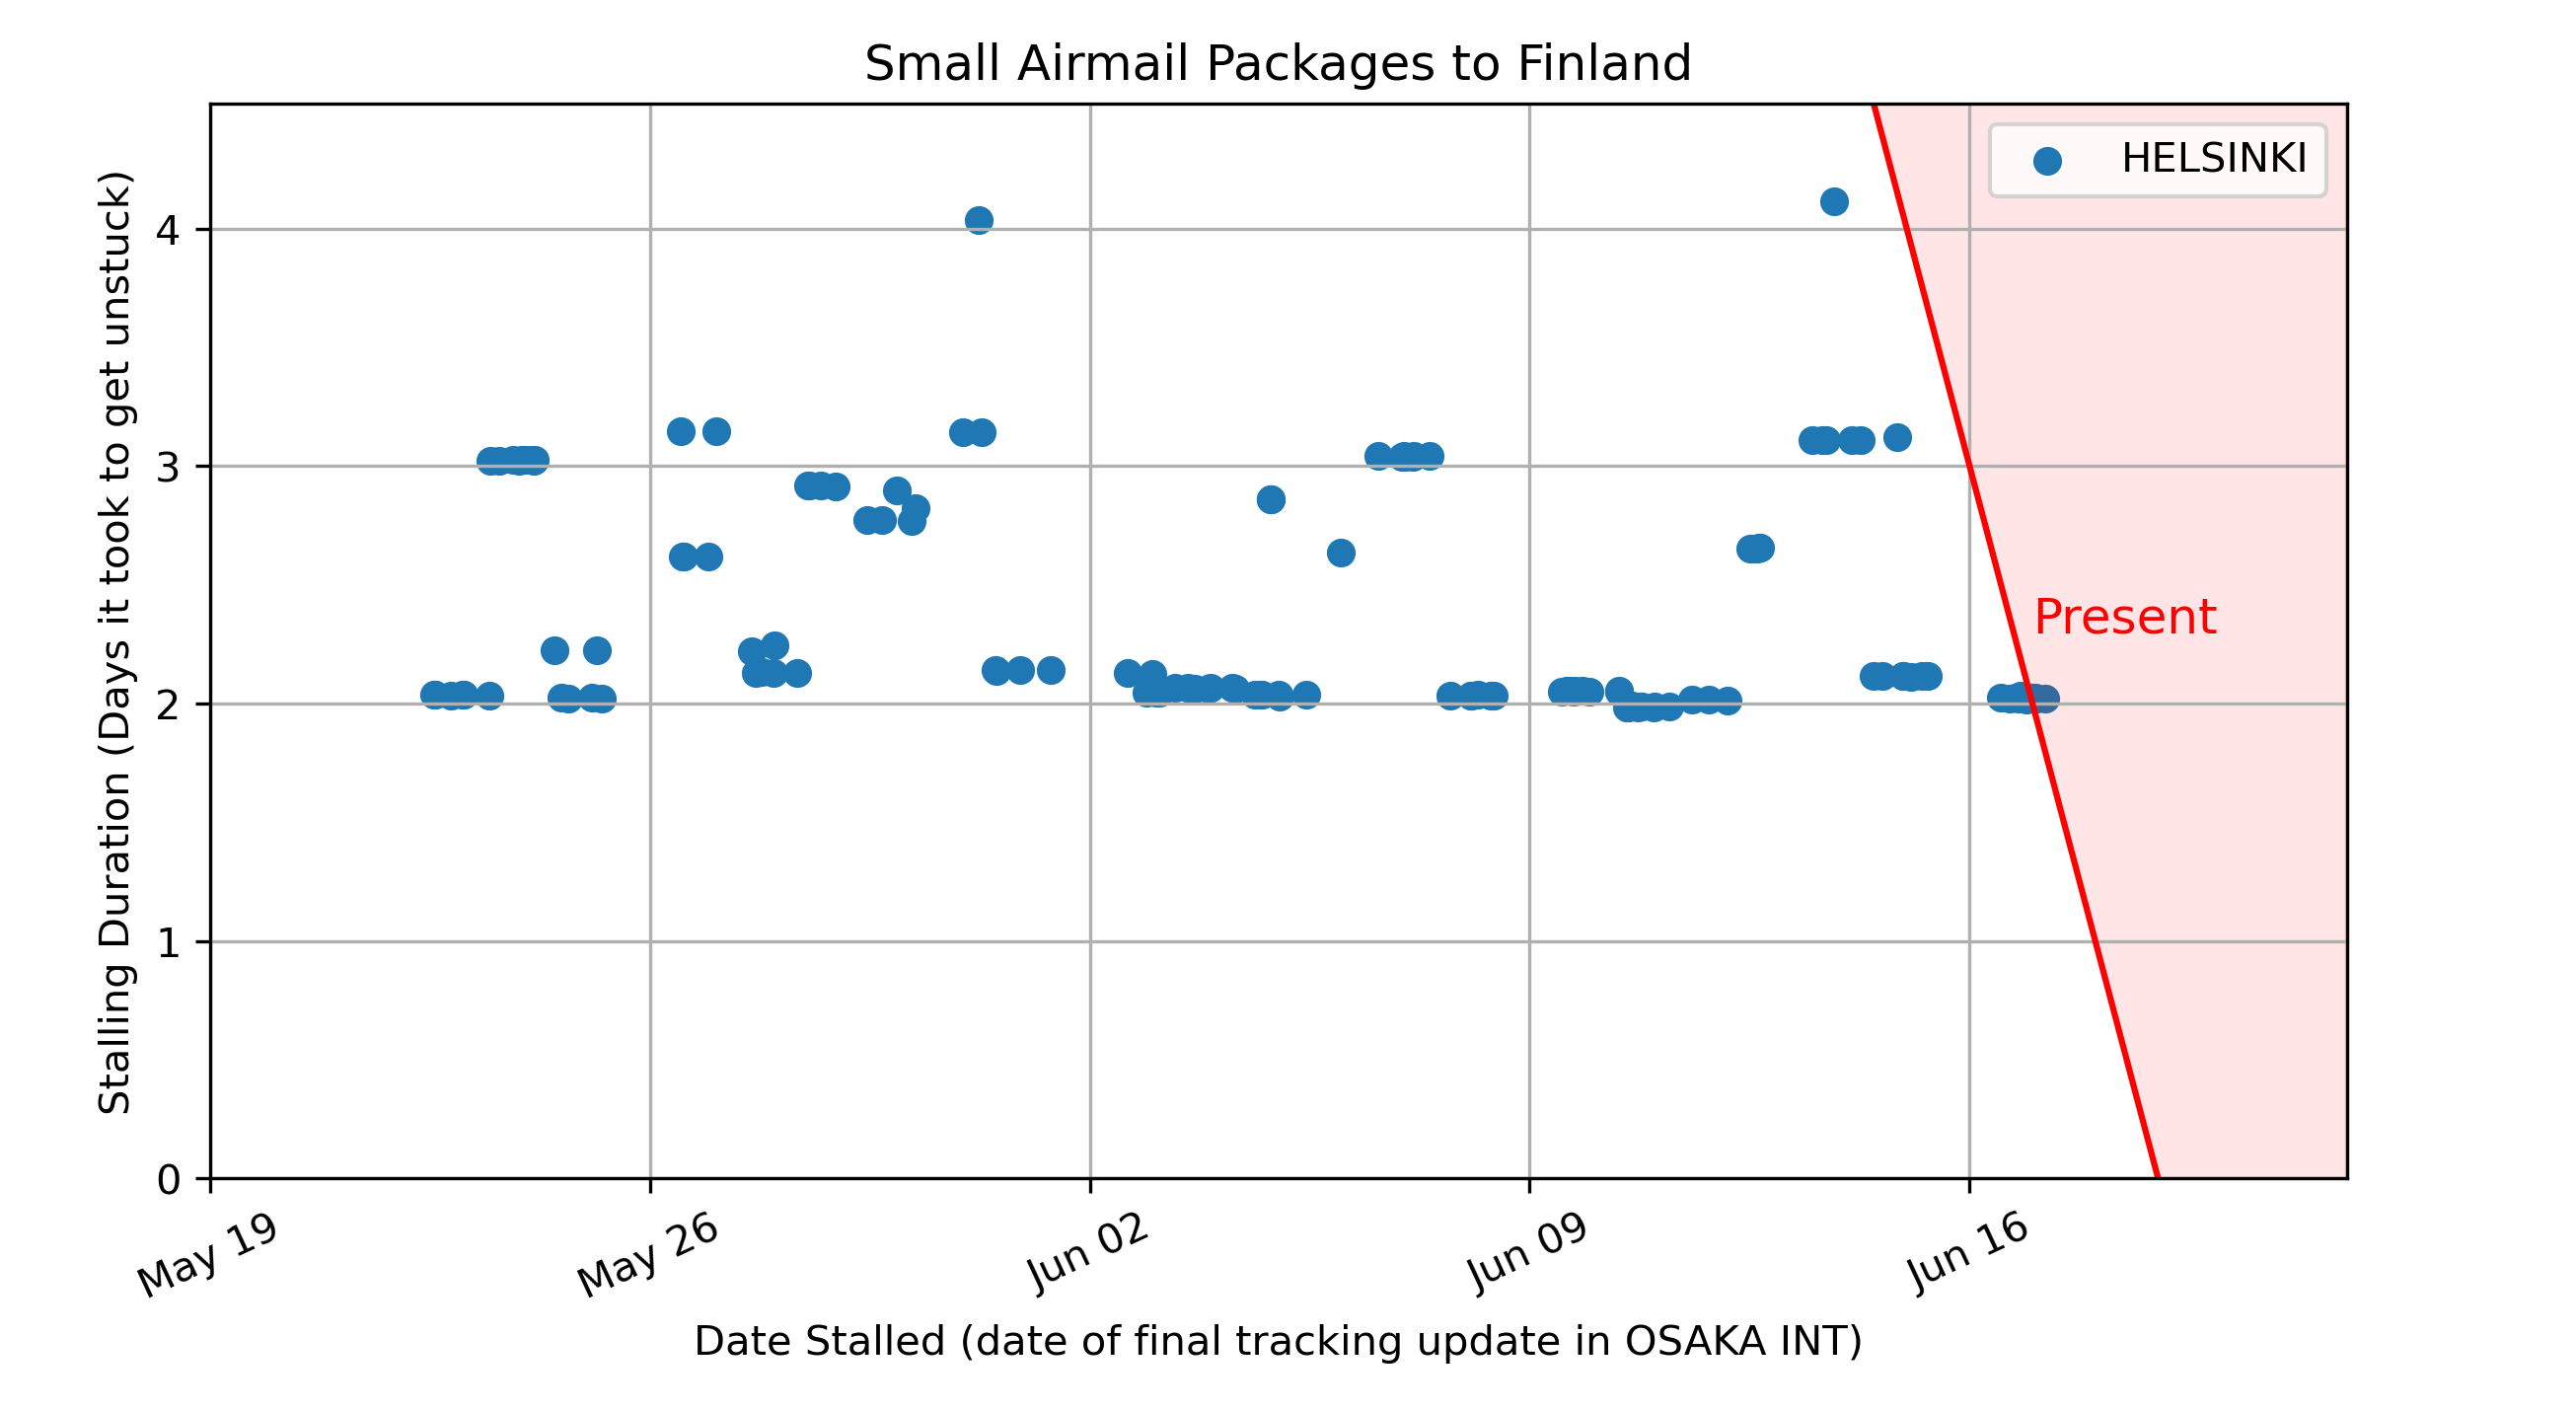 Small Airmail Packages to Finland
HELSINKI
Stalling Duration (Days it took to get unstuck)
4
3
2
1
0
Present
May 19
May 26
Jun 02
Jun 09
Jun 16
Date Stalled (date of final tracking update in OSAKA INT)